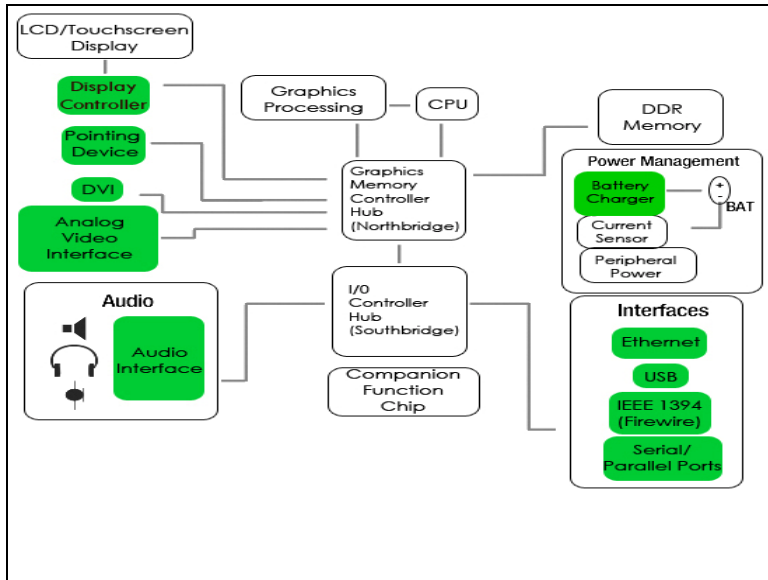 LCD/Touchscreen
Display
Display
Controller
Pointing
Device
DVI
Analog
Video
Interface
Graphics
Processing
CPU
DDR
Memory
Graphics
Memory
Controller
Hub
(Northbridge)
Power Management
Battery
Charger
+
-
BAT
Current
Sensor
Peripheral
Power
Audio
Audio
Interface
I/0
Controller
Hub
(Southbridge)
Companion
Function
Chip
Interfaces
Ethernet
USB
IEEE 1394
(Firewire)
Serial/
Parallel Ports